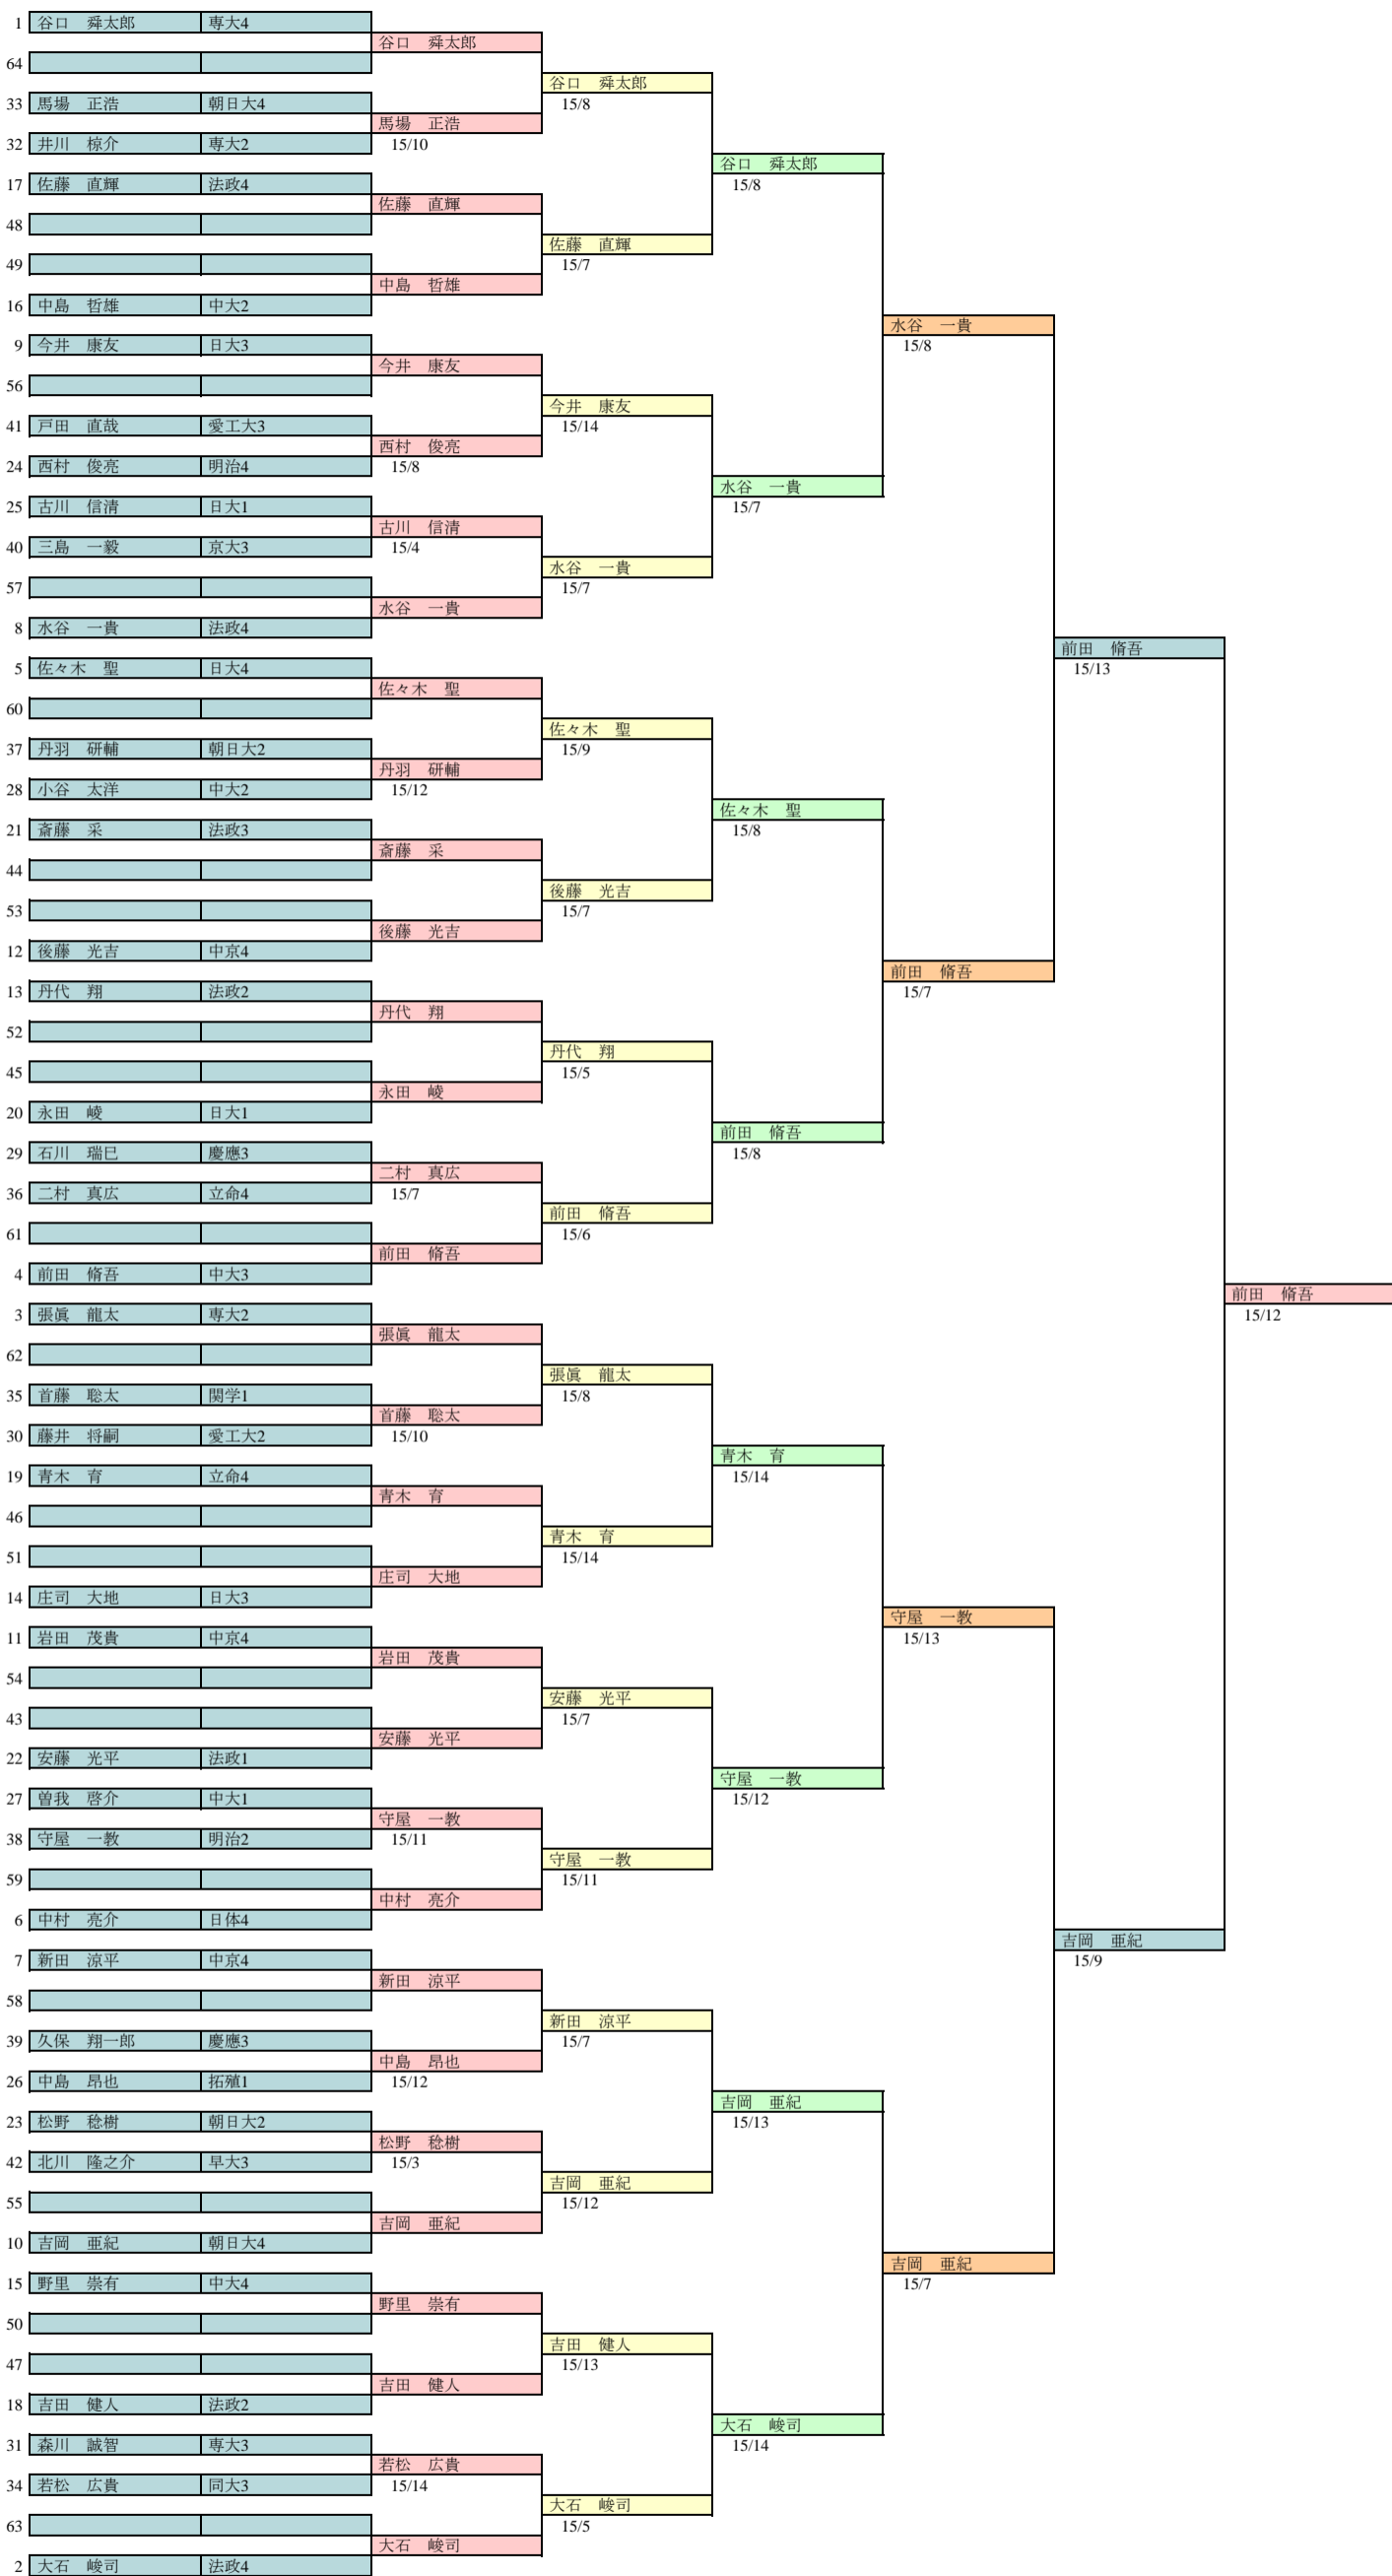 1 谷口 舜太郎 専大4
谷口 舜太郎
64
谷口 舜太郎
33 馬場 正浩 朝日大4 15/8
馬場 正浩
32 井川 椋介 専大2 15/10
谷口 舜太郎
17 佐藤 直輝 法政4 15/8
佐藤 直輝
48
佐藤 直輝
49 15/7
中島 哲雄
16 中島 哲雄 中大2
水谷 一貴
9 今井 康友 日大3 15/8
今井 康友
56
今井 康友
41 戸田 直哉 愛工大3 15/14
西村 俊亮
24 西村 俊亮 明治4 15/8
水谷 一貴
25 古川 信清 日大1 15/7
古川 信清
40 三島 一毅 京大3 15/4
水谷 一貴
57 15/7
水谷 一貴
8 水谷 一貴 法政4
前田 脩吾
5 佐々木 聖 日大4 15/13
佐々木 聖
60
佐々木 聖
37 丹羽 研輔 朝日大2 15/9
丹羽 研輔
28 小谷 太洋 中大2 15/12
佐々木 聖
21 斎藤 采 法政3 15/8
斎藤 采
44
後藤 光吉
53 15/7
後藤 光吉
12 後藤 光吉 中京4
前田 脩吾
13 丹代 翔 法政2 15/7
丹代 翔
52
丹代 翔
45 15/5
永田 崚
20 永田 崚 日大1
前田 脩吾
29 石川 瑞巳 慶應3 15/8
二村 真広
36 二村 真広 立命4 15/7
前田 脩吾
61 15/6
前田 脩吾
4 前田 脩吾 中大3
前田 脩吾
3 張眞 龍太 専大2 15/12
張眞 龍太
62
張眞 龍太
35 首藤 聡太 関学1 15/8
首藤 聡太
30 藤井 将嗣 愛工大2 15/10
青木 育
19 青木 育 立命4 15/14
青木 育
46
青木 育
51 15/14
庄司 大地
14 庄司 大地 日大3
守屋 一教
11 岩田 茂貴 中京4 15/13
岩田 茂貴
54
安藤 光平
43 15/7
安藤 光平
22 安藤 光平 法政1
守屋 一教
27 曽我 啓介 中大1 15/12
守屋 一教
38 守屋 一教 明治2 15/11
守屋 一教
59 15/11
中村 亮介
6 中村 亮介 日体4
吉岡 亜紀
7 新田 涼平 中京4 15/9
新田 涼平
58
新田 涼平
39 久保 翔一郎 慶應3 15/7
中島 昂也
26 中島 昂也 拓殖1 15/12
吉岡 亜紀
23 松野 稔樹 朝日大2 15/13
松野 稔樹
42 北川 隆之介 早大3 15/3
吉岡 亜紀
55 15/12
吉岡 亜紀
10 吉岡 亜紀 朝日大4
吉岡 亜紀
15 野里 崇有 中大4 15/7
野里 崇有
50
吉田 健人
47 15/13
吉田 健人
18 吉田 健人 法政2
大石 峻司
31 森川 誠智 専大3 15/14
若松 広貴
34 若松 広貴 同大3 15/14
大石 峻司
63 15/5
大石 峻司
2 大石 峻司 法政4